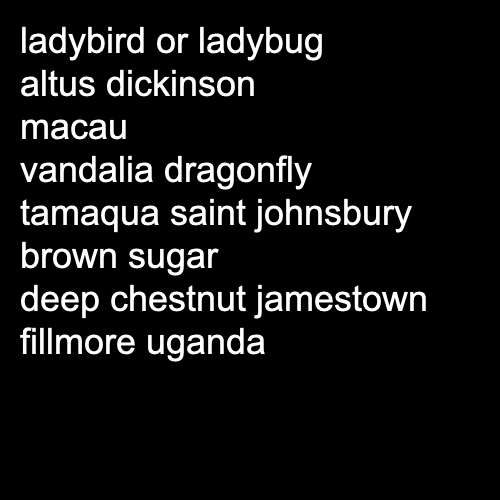 ladybird or ladybug
altus dickinson
macau
vandalia dragonfly
tamaqua saint johnsbury
brown sugar
deep chestnut jamestown
fillmore uganda